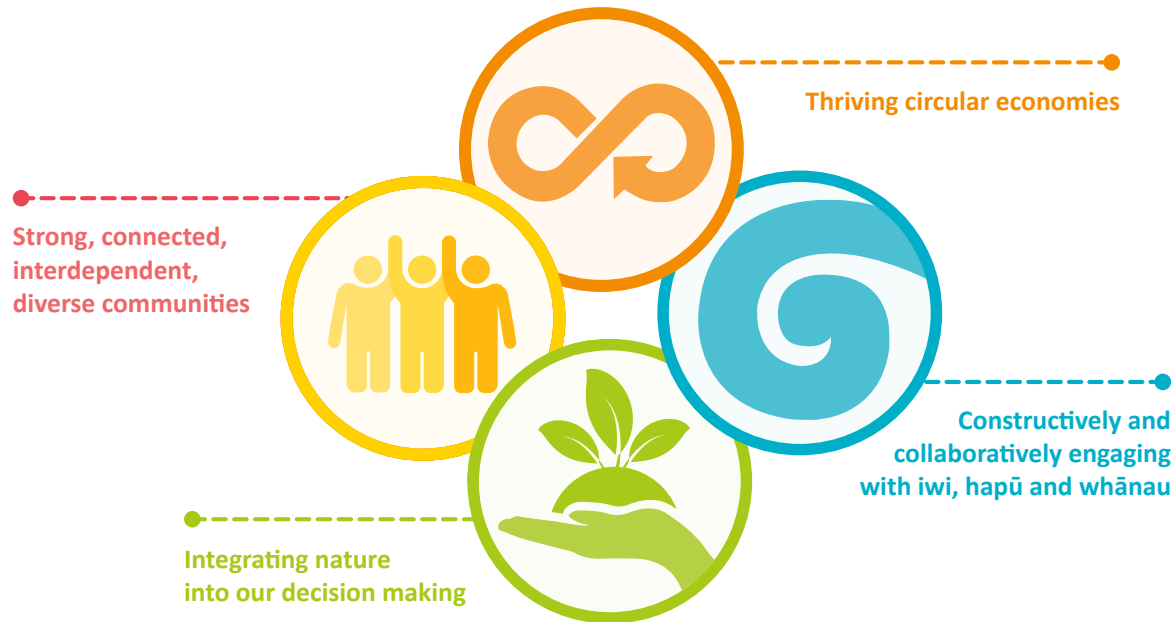 Thriving circular economies
Strong, connected,
interdependent,
diverse communities
Constructively and
collaboratively engaging
with iwi, hapū and whānau
Integrating nature
into our decision making